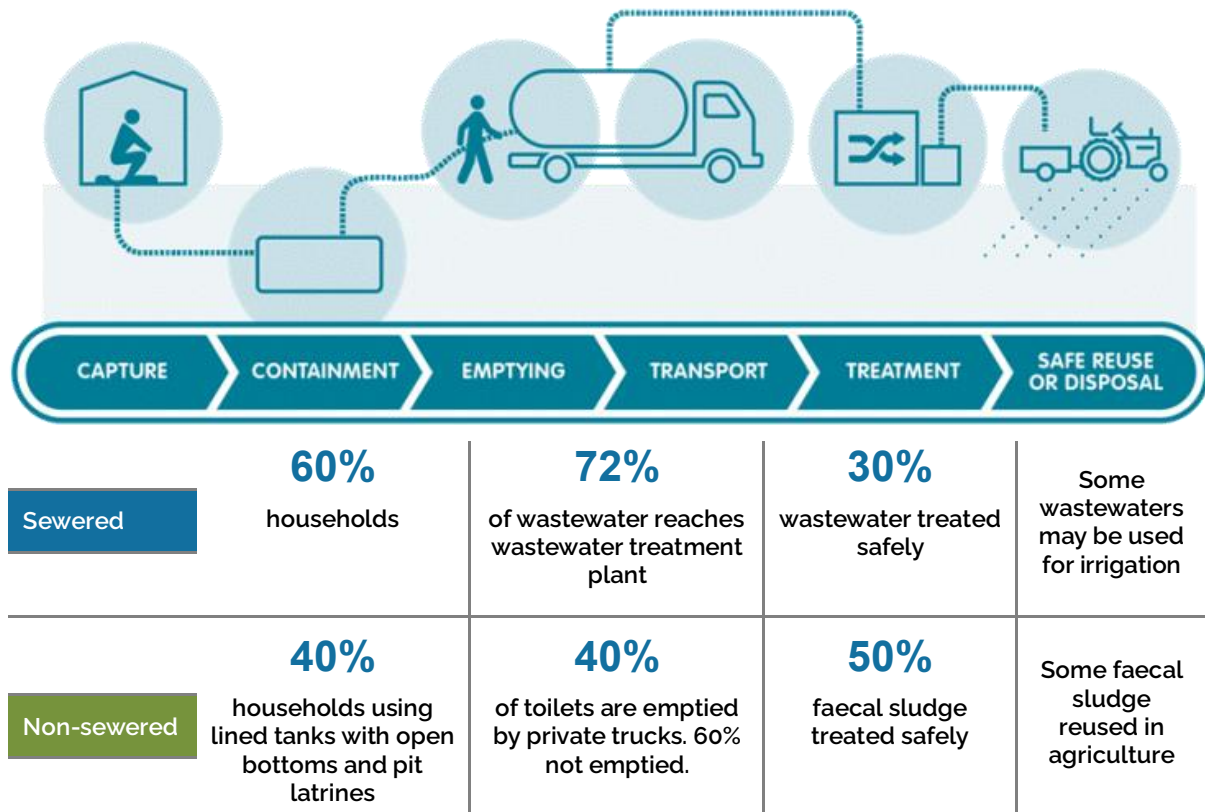 CAPTURE
CONTAINMENT
EMPTYING
TRANSPORT
TREATMENT
SAFE REUSE
OR DISPOSAL
Sewered
60%
households
72%
of wastewater reaches
wastewater treatment
plant
30%
wastewater treated
safely
Some
wastewaters
may be used
for irrigation
Non-sewered
40%
households using
lined tanks with open
bottoms and pit
latrines
40%
of toilets are emptied
by private trucks. 60%
not emptied.
50%
faecal sludge
treated safely
Some faecal
sludge
reused in
agriculture